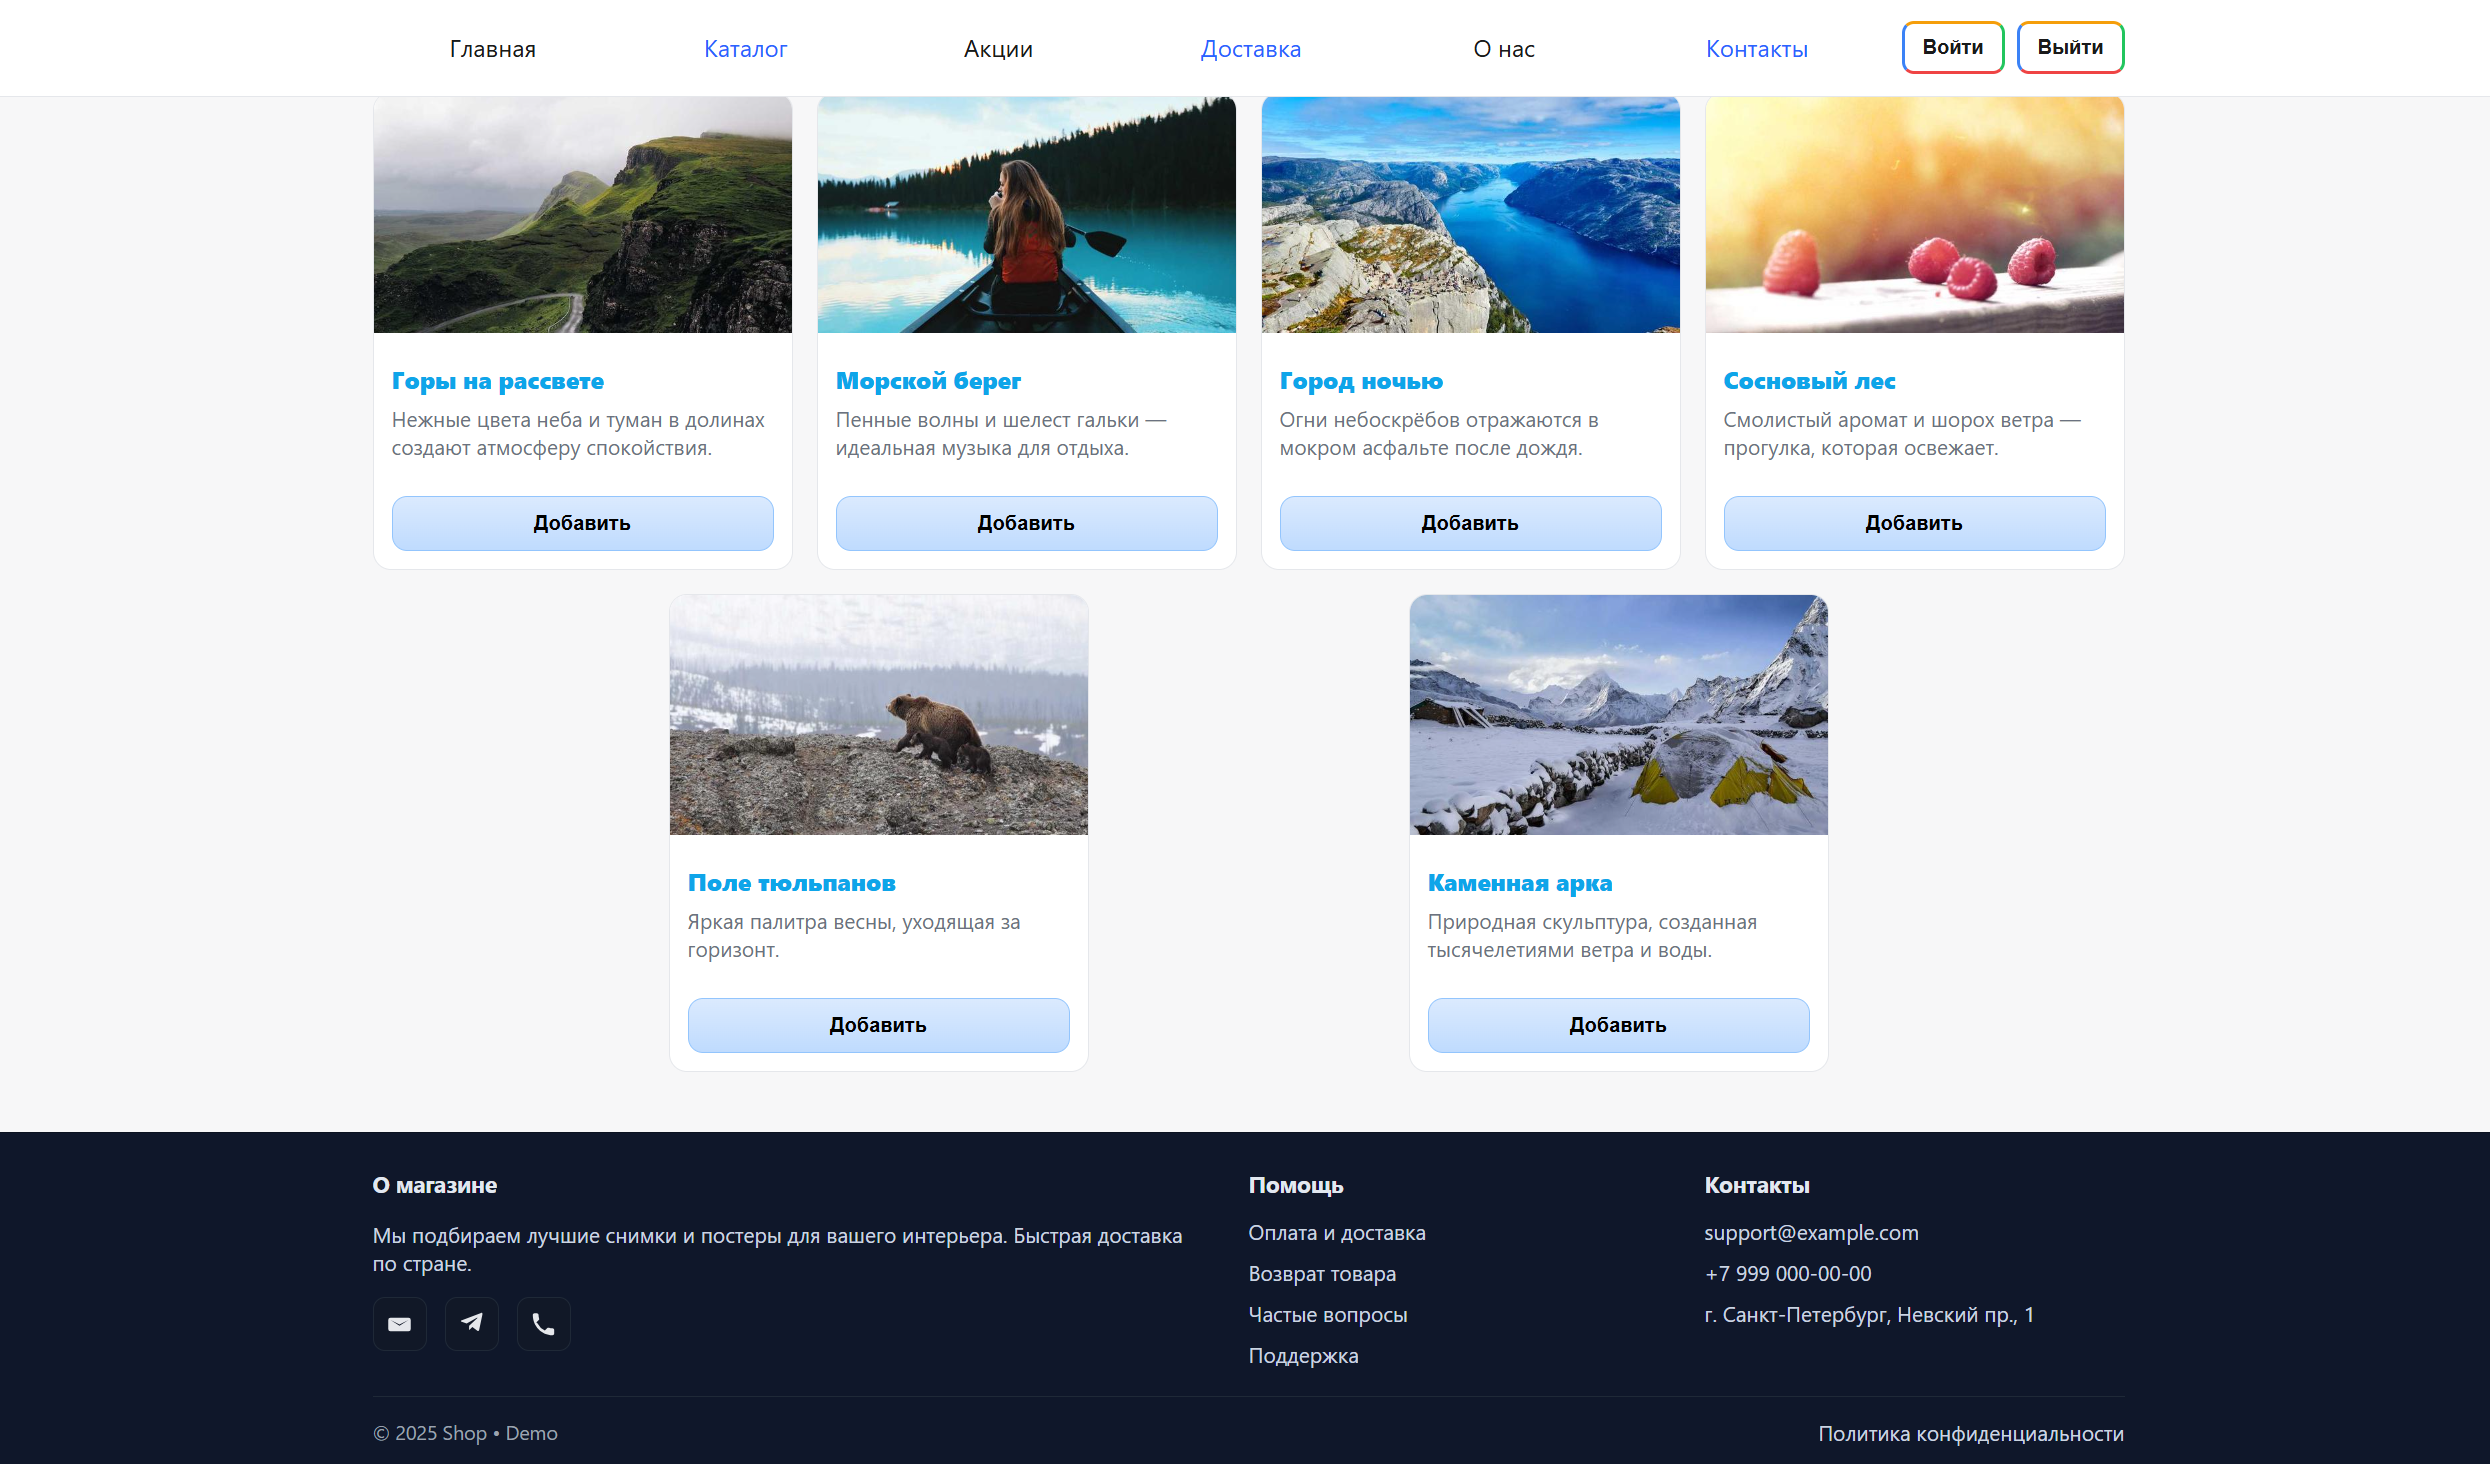 Главная Каталог Акции Доставка О нас Контакты Войти Выйти
Горы на рассвете
Нежные цвета неба и туман в долинах
создают атмосферу спокойствия.
Добавить
Морской берег
Пенные волны и шелест гальки —
идеальная музыка для отдыха.
Добавить
Город ночью
Огни небоскрёбов отражаются в
мокром асфальте после дождя.
Добавить
Сосновый лес
Смолистый аромат и шорох ветра —
прогулка, которая освежает.
Добавить
Поле тюльпанов
Яркая палитра весны, уходящая за
горизонт.
Добавить
Каменная арка
Природная скульптура, созданная
тысячелетиями ветра и воды.
Добавить
О магазине
Мы подбираем лучшие снимки и постеры для вашего интерьера. Быстрая доставка
по стране.
Помощь
Оплата и доставка
Возврат товара
Частые вопросы
Поддержка
Контакты
support@example.com
+7 999 000-00-00
г. Санкт-Петербург, Невский пр., 1
© 2025 Shop • Demo
Политика конфиденциальности